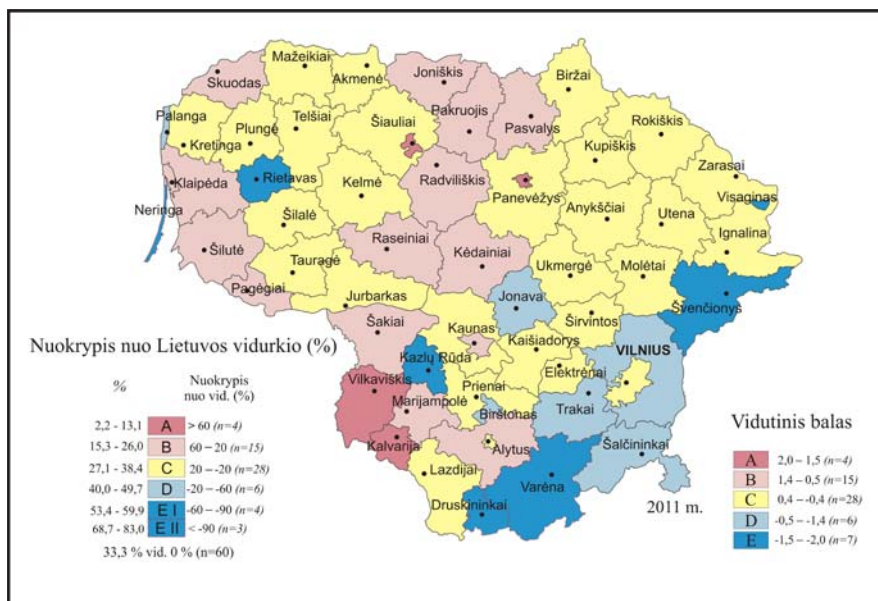 Mažeikiai
Akmenė
Skuodas
Joniškis
Biržai
Pakruojis
Pasvalys
Palanga
Telšiai
Šiauliai
Plungė
Kretinga
Rokiškis
Kupiškis
Zarasai
Radviliškis
Klaipėda
Rietavas
Kelmė
Panevėžys
Visaginas
Neringa
Anykščiai
Utena
Šilalė
Ignalina
Raseiniai
Kėdainiai
Šilutė
Tauragė
Ukmergė
Molėtai
Pagėgiai
Jonava
Švenčionys
Jurbarkas
Šakiai
Kaunas
Širvintos
Kaišiadorys
VILNIUS
Kazlų Rūda
Elektrėnai
Vilkaviškis
Prienai
Marijampolė
Birštonas
Trakai
Kalvarija
Alytus
Šalčininkai
Lazdijai
Varėna
Druskininkai
2011 m.
Nuokrypis nuo Lietuvos vidurkio (%)
% Nuokrypis
nuo vid. (%)
2,2 - 13,1 A > 60 (n=4)
15,3 - 26,0 B 60 – 20 (n=15)
27,1 - 38,4 C 20 – -20 (n=28)
40,0 - 49,7 D -20 – -60 (n=6)
53,4 - 59,9 E I -60 – -90 (n=4)
68,7 - 83,0 E II < -90 (n=3)
33,3 % vid. 0 % (n=60)
Vidutinis balas
A 2,0 – 1,5 (n=4)
B 1,4 – 0,5 (n=15)
C 0,4 – -0,4 (n=28)
D -0,5 – -1,4 (n=6)
E -1,5 – -2,0 (n=7)